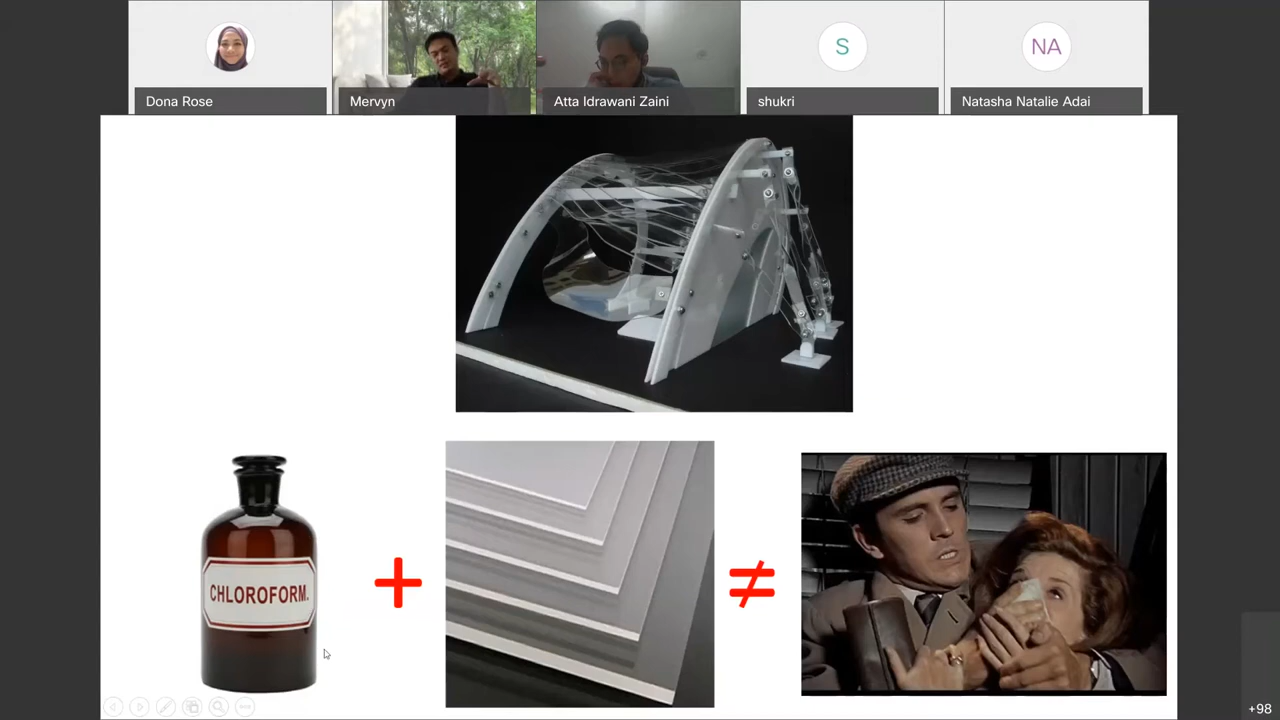 Dona Rose
Mervyn
Atta Idrawani Zaini
S
shukri
NA
Natasha Natalie Adai
CHLOROFORM.
+
≠
+98